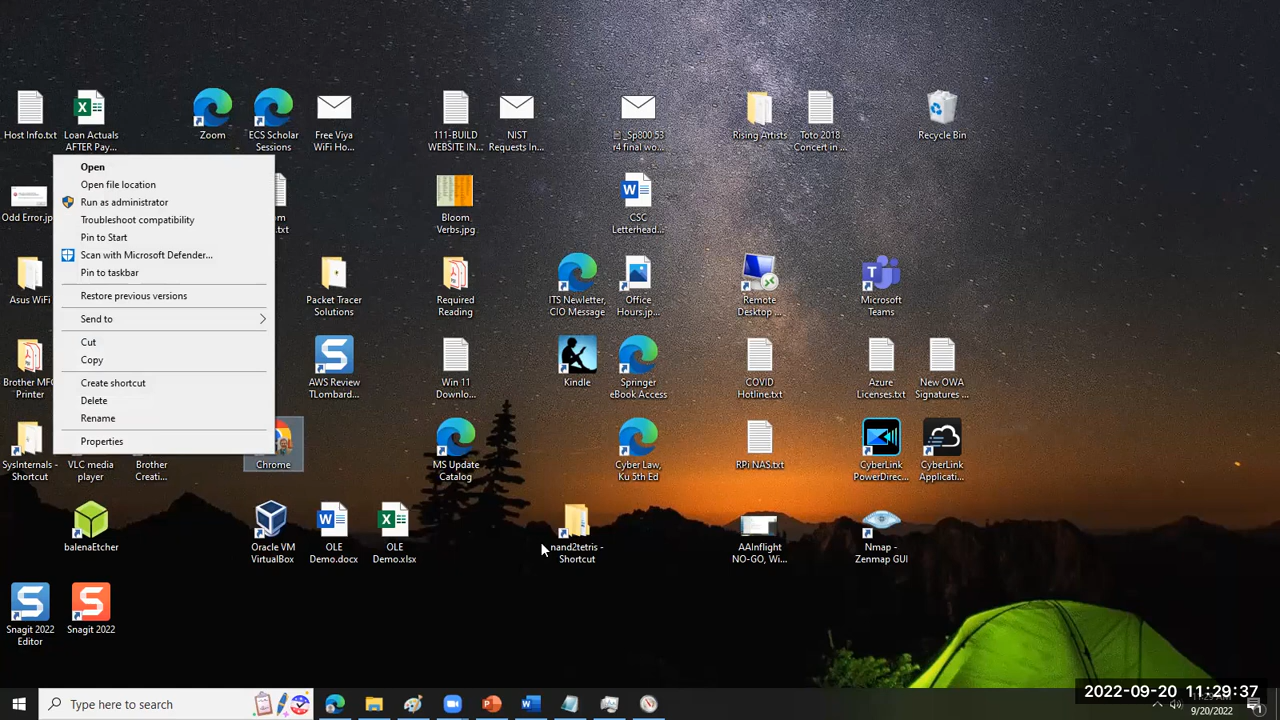 Host Info.txt
Loan Actuals
AFTER Pay...
Zoom
ECS Scholar
Sessions
Free Viya
WiFi Ho...
111-BUILD
WEBSITE IN...
NIST
Requests In...
_Sp800 53
r4 final wo...
Rising Artists
Toto 2018
Concert in ...
Recycle Bin
Open
Open file location
Run as administrator
Troubleshoot compatibility
Pin to Start
Scan with Microsoft Defender...
Pin to taskbar
Restore previous versions
Send to
Cut
Copy
Create shortcut
Delete
Rename
Properties
Odd Error.jp
.txt
Bloom
Verbs.jpg
CSC
Letterhead...
Asus WiFi
Packet Tracer
Solutions
Required
Reading
ITS Newletter,
CIO Message
Office
Hours.jp...
Remote
Desktop ...
Microsoft
Teams
Brother MFC
Printer
AWS Review
TLombard...
Win 11
Downlo...
Kindle
Springer
eBook Access
COVID
Hotline.txt
Azure
Licenses.txt
New OWA
Signatures ...
SysInternals -
Shortcut
VLC media
player
Brother
Creati...
Chrome
MS Update
Catalog
Cyber Law,
Ku 5th Ed
RPi NAS.txt
CyberLink
PowerDirec...
CyberLink
Applicati...
balenaEtcher
Oracle VM
VirtualBox
OLE
Demo.docx
OLE
Demo.xlsx
nand2tetris -
Shortcut
AAInflight
NO-GO, Wi...
Nmap -
Zenmap GUI
Snagit 2022
Editor
Snagit 2022
Type here to search
2022-09-20 11:29:37
9/20/2022